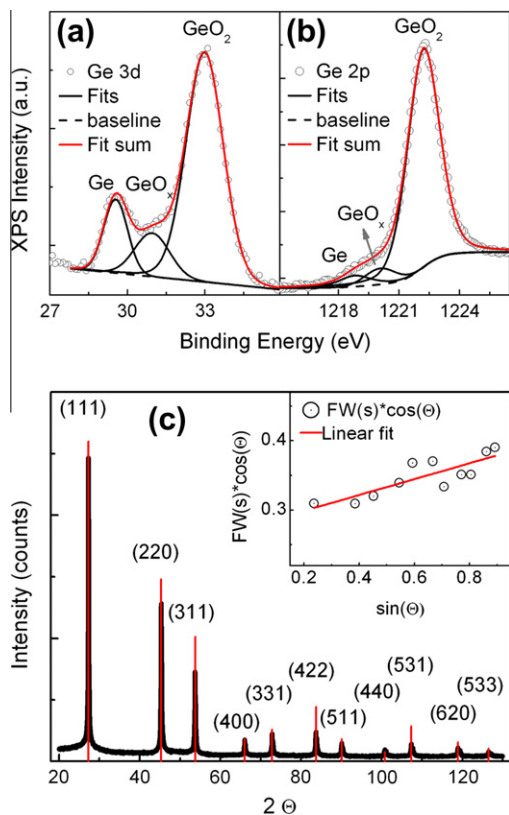 (a)
GeO2
(b)
GeO2
Ge 3d
Fits
baseline
Fit sum
Ge 2p
Fits
baseline
Fit sum
Ge
GeOx
Ge
GeOx
XPS Intensity (a.u.)
27
30
33
1218
1221
1224
Binding Energy (eV)
(c)
(111)
(220)
(311)
(400)
(331)
(422)
(511)
(440)
(531)
(620)
(533)
FW(s)*cos(Θ)
Linear fit
FW(s)*cos(Θ)
0.4
0.3
0.2
0.4
0.6
0.8
1.0
sin(Θ)
Intensity (counts)
20
40
60
80
100
120
2 Θ